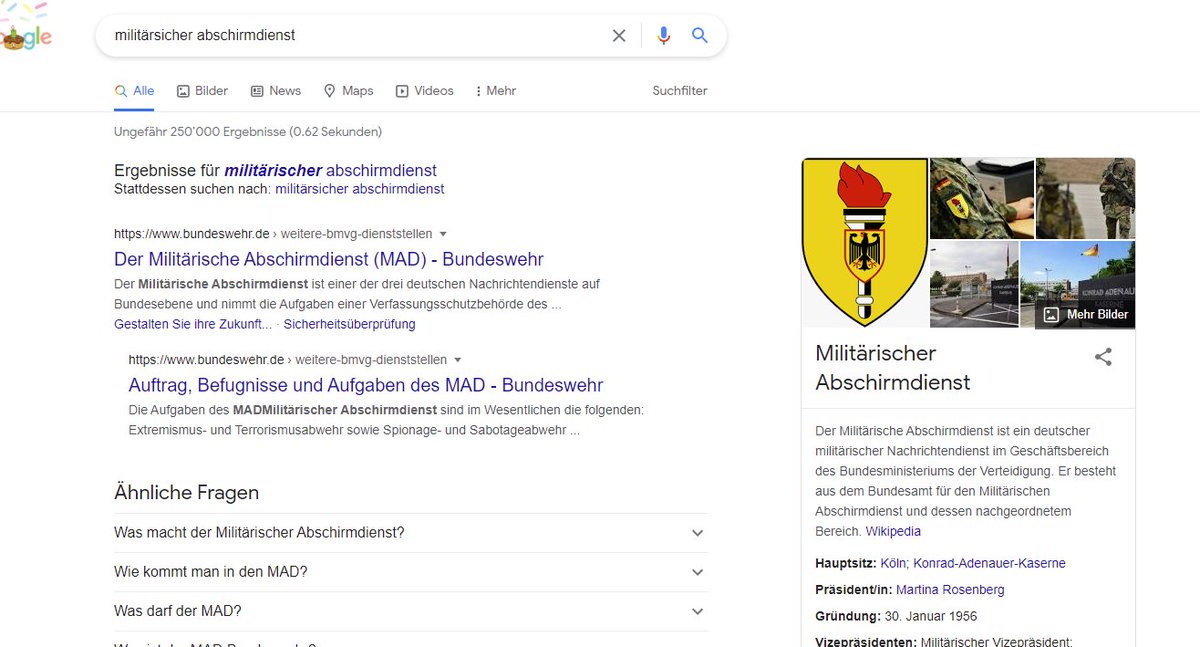 militärsicher abschirmdienst
Alle
Bilder
News
Maps
Videos
Mehr
Suchfilter
Ungefähr 250'000 Ergebnisse (0.62 Sekunden)
Ergebnisse für militärischer abschirmdienst
Stattdessen suchen nach: militärsicher abschirmdienst
https://www.bundeswehr.de › weitere-bmvg-dienststellen
Der Militärische Abschirmdienst (MAD) - Bundeswehr
Der Militärische Abschirmdienst ist einer der drei deutschen Nachrichtendienste auf
Bundesebene und nimmt die Aufgaben einer Verfassungsschutzbehörde des ...
Gestalten Sie ihre Zukunft... · Sicherheitsüberprüfung
https://www.bundeswehr.de › weitere-bmvg-dienststellen
Auftrag, Befugnisse und Aufgaben des MAD - Bundeswehr
Die Aufgaben des MADMilitärischer Abschirmdienst sind im Wesentlichen die folgenden:
Extremismus- und Terrorismusabwehr sowie Spionage- und Sabotageabwehr ...
Ähnliche Fragen
Was macht der Militärischer Abschirmdienst?
Wie kommt man in den MAD?
Was darf der MAD?
KONRAD ADENAUER
KASERNE
Mehr Bilder
Militärischer
Abschirmdienst
Der Militärische Abschirmdienst ist ein deutscher
militärischer Nachrichtendienst im Geschäftsbereich
des Bundesministeriums der Verteidigung. Er besteht
aus dem Bundesamt für den Militärischen
Abschirmdienst und dessen nachgeordnetem
Bereich. Wikipedia
Hauptsitz: Köln; Konrad-Adenauer-Kaserne
Präsident/in: Martina Rosenberg
Gründung: 30. Januar 1956
Vizepräsidenten: Militärischer Vizepräsident: